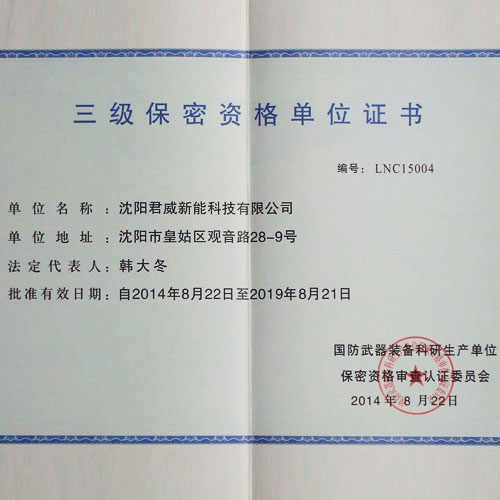 三级保密资格单位证书
编号：LNC15004
单位名称：沈阳君威新能科技有限公司
单位地址：沈阳市皇姑区观音路28-9号
法定代表人：韩大冬
批准有效日期：自2014年8月22日至2019年8月21日
国防武器装备科研生产单位
保密资格审查认证委员会
2014年8月22日